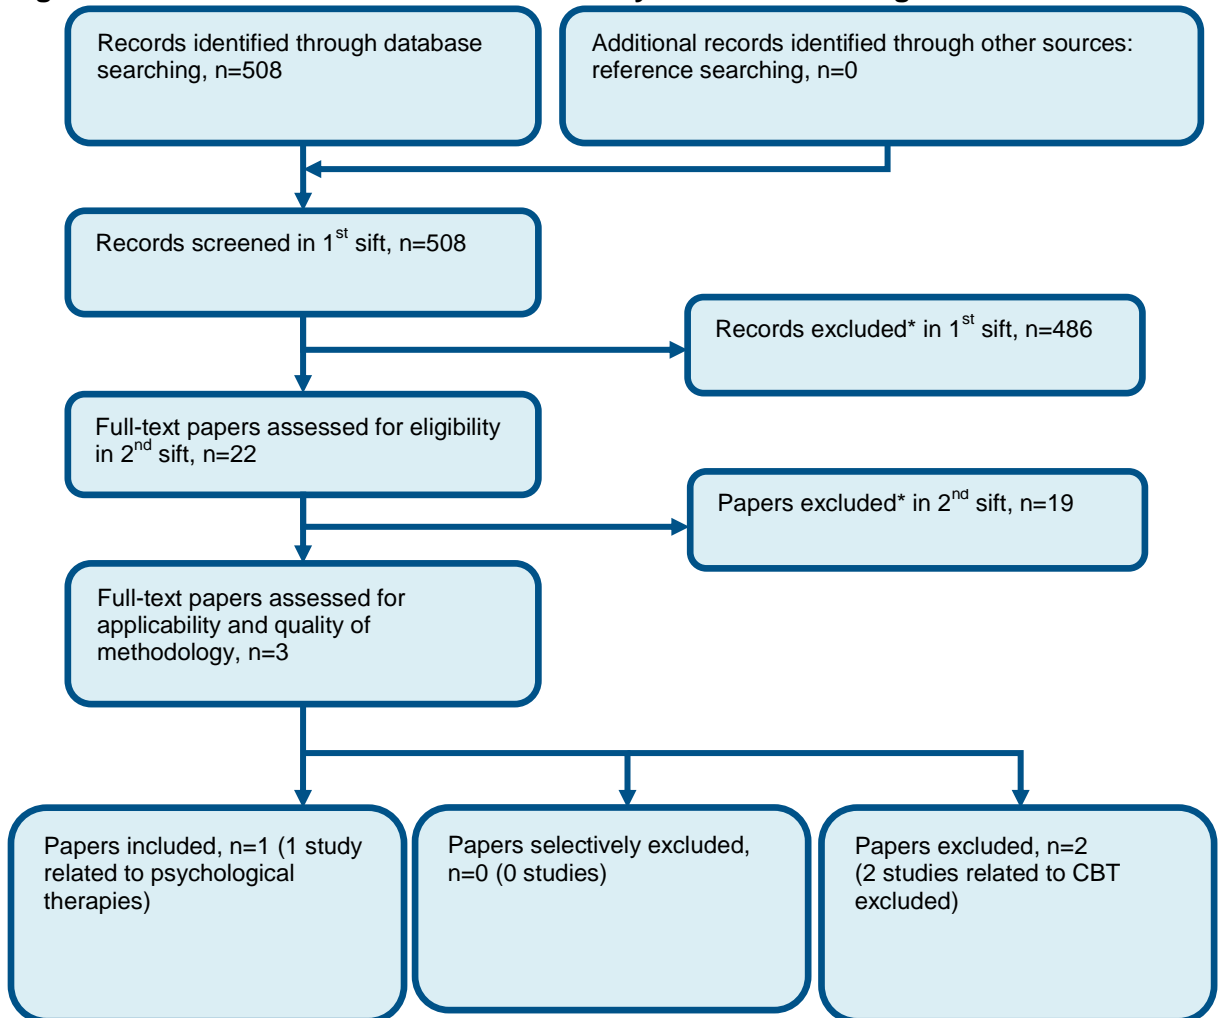 Records identified through database
searching, n=508
Additional records identified through other sources:
reference searching, n=0
Records screened in 1st sift, n=508
Records excluded* in 1st sift, n=486
Full-text papers assessed for eligibility
in 2nd sift, n=22
Papers excluded* in 2nd sift, n=19
Full-text papers assessed for
applicability and quality of
methodology, n=3
Papers included, n=1 (1 study
related to psychological
therapies)
Papers selectively excluded,
n=0 (0 studies)
Papers excluded, n=2
(2 studies related to CBT
excluded)